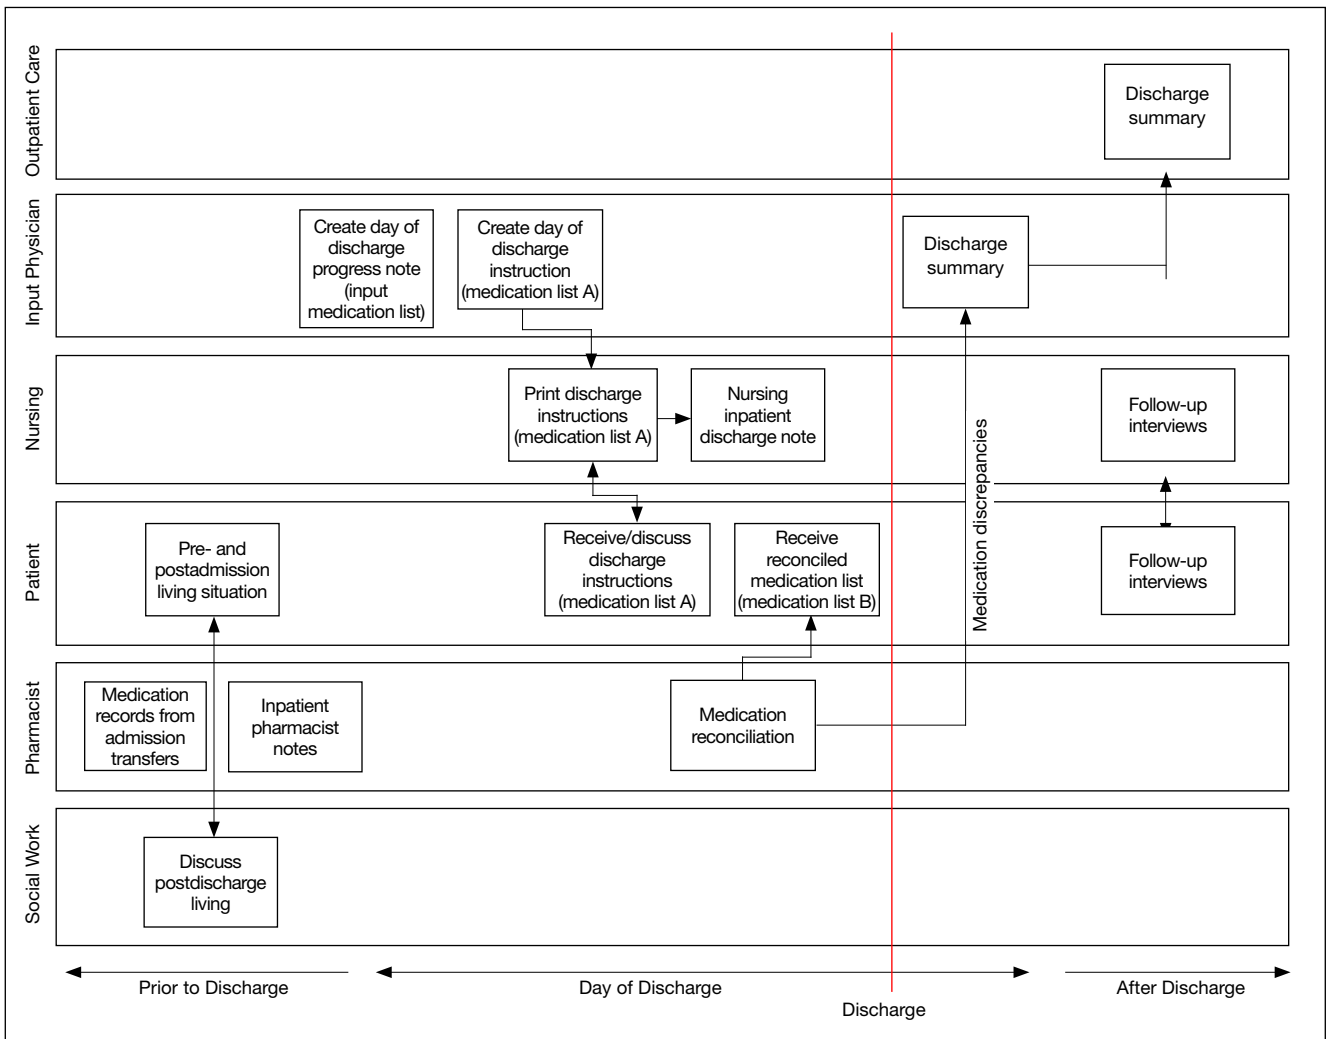 Outpatient Care
Discharge
summary
Input Physician
Create day of
discharge
progress note
(input
medication list)
Create day of
discharge
instruction
(medication list A)
Discharge
summary
Nursing
Print discharge
instructions
(medication list A)
Nursing
inpatient
discharge note
Follow-up
interviews
Medication discrepancies
Patient
Pre- and
postadmission
living situation
Receive/discuss
discharge
instructions
(medication list A)
Receive
reconciled
medication list
(medication list B)
Follow-up
interviews
Pharmacist
Medication
records from
admission
transfers
Inpatient
pharmacist
notes
Medication
reconciliation
Social Work
Discuss
postdischarge
living
Prior to Discharge
Day of Discharge
After Discharge
Discharge